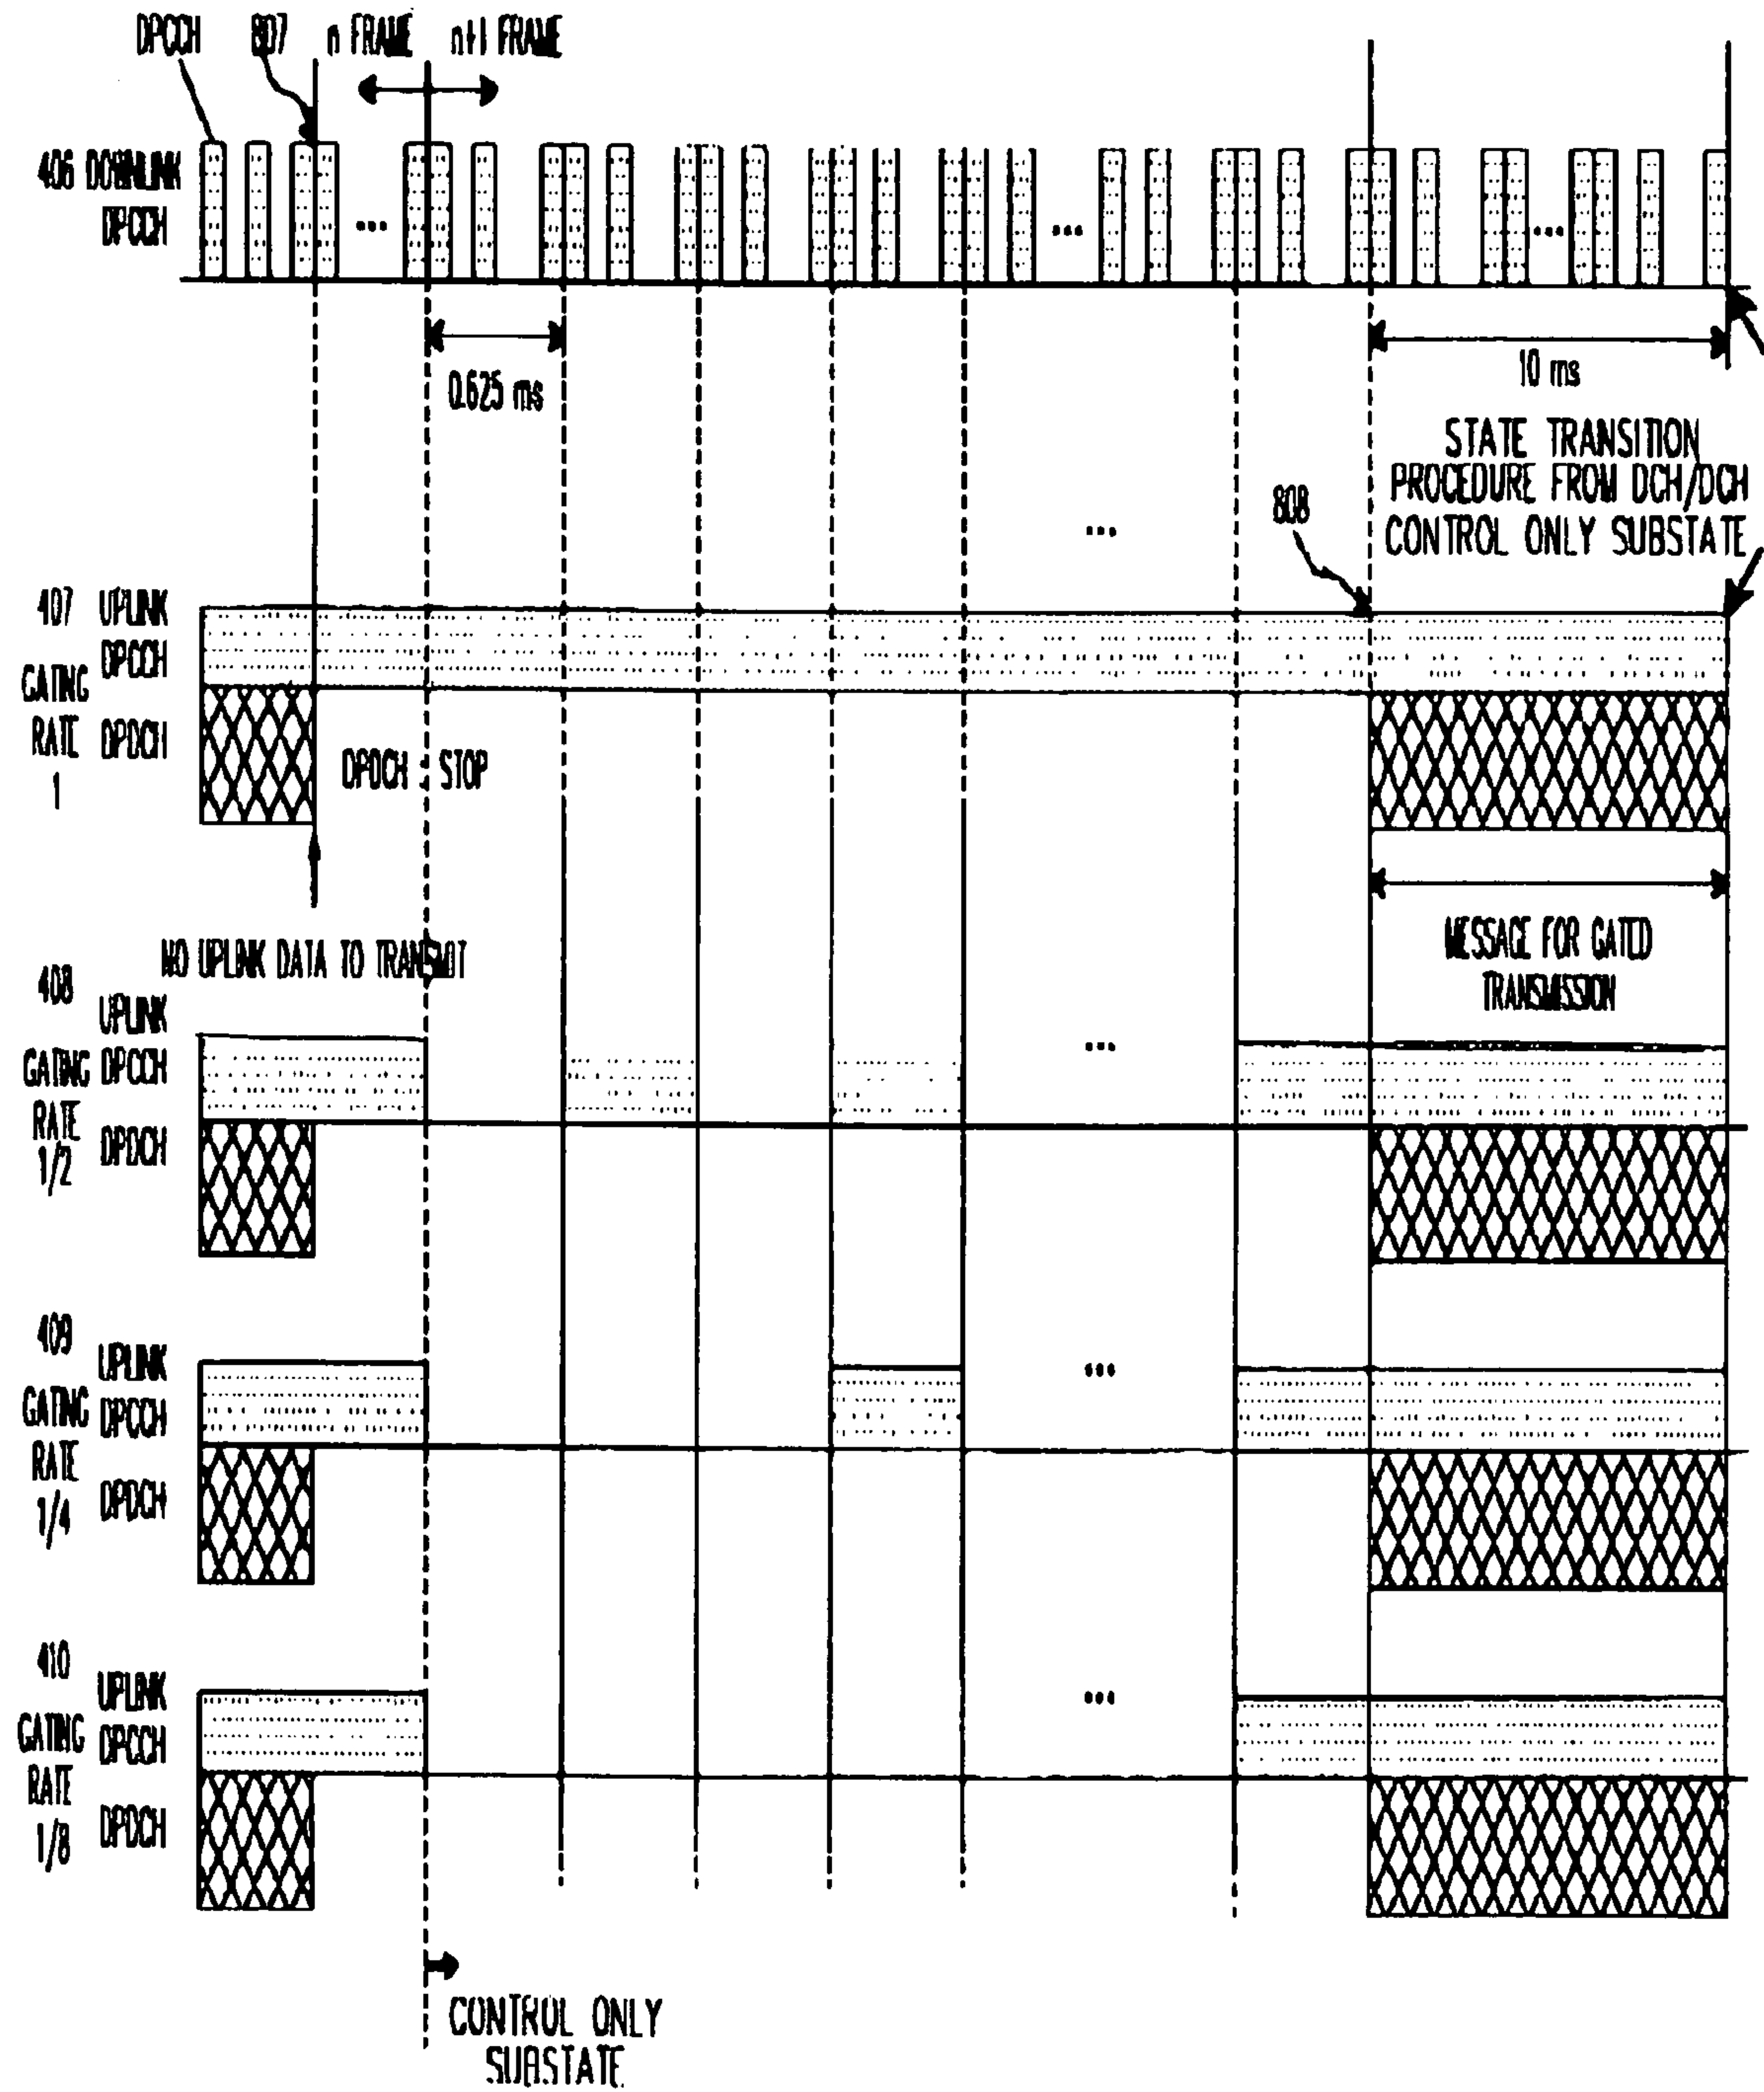 DPCCH 807 n FRAME n+1 FRAME
406 DOWNLINK
DPCCH
...
...
...
0.625 ms
10 ms
STATE TRANSITION
PROCEDURE FROM DCH/DCH
CONTROL ONLY SUBSTATE
808
...
407 UPLINK
DPCCH
GATING
RATE DPDCH
1
DPDCH : STOP
NO UPLINK DATA TO TRANSMIT
MESSAGE FOR GATED
TRANSMISSION
408
UPLINK
GATING DPCCH
RATE
1/2 DPDCH
...
409
UPLINK
GATING DPCCH
RATE
1/4 DPDCH
...
410
UPLINK
GATING DPCCH
RATE
1/8 DPDCH
...
CONTROL ONLY
SUBSTATE